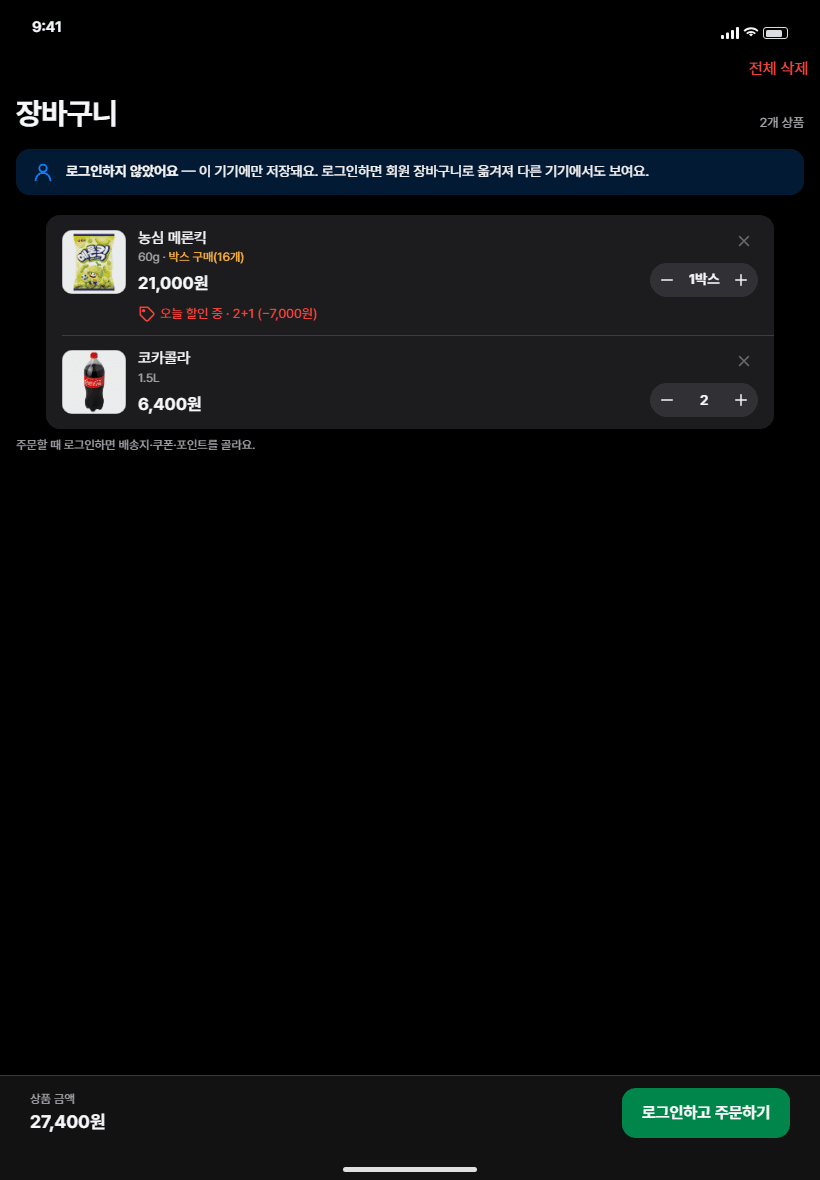 9:41
전체 삭제
장바구니
2개 상품
로그인하지 않았어요 — 이 기기에만 저장돼요. 로그인하면 회원 장바구니로 옮겨져 다른 기기에서도 보여요.
농심 메론킥
60g · 박스 구매(16개)
21,000원
1박스
오늘 할인 중 · 2+1 (−7,000원)
메론킥
코카콜라
1.5L
6,400원
2
Coca-Cola
주문할 때 로그인하면 배송지·쿠폰·포인트를 골라요.
상품 금액
27,400원
로그인하고 주문하기